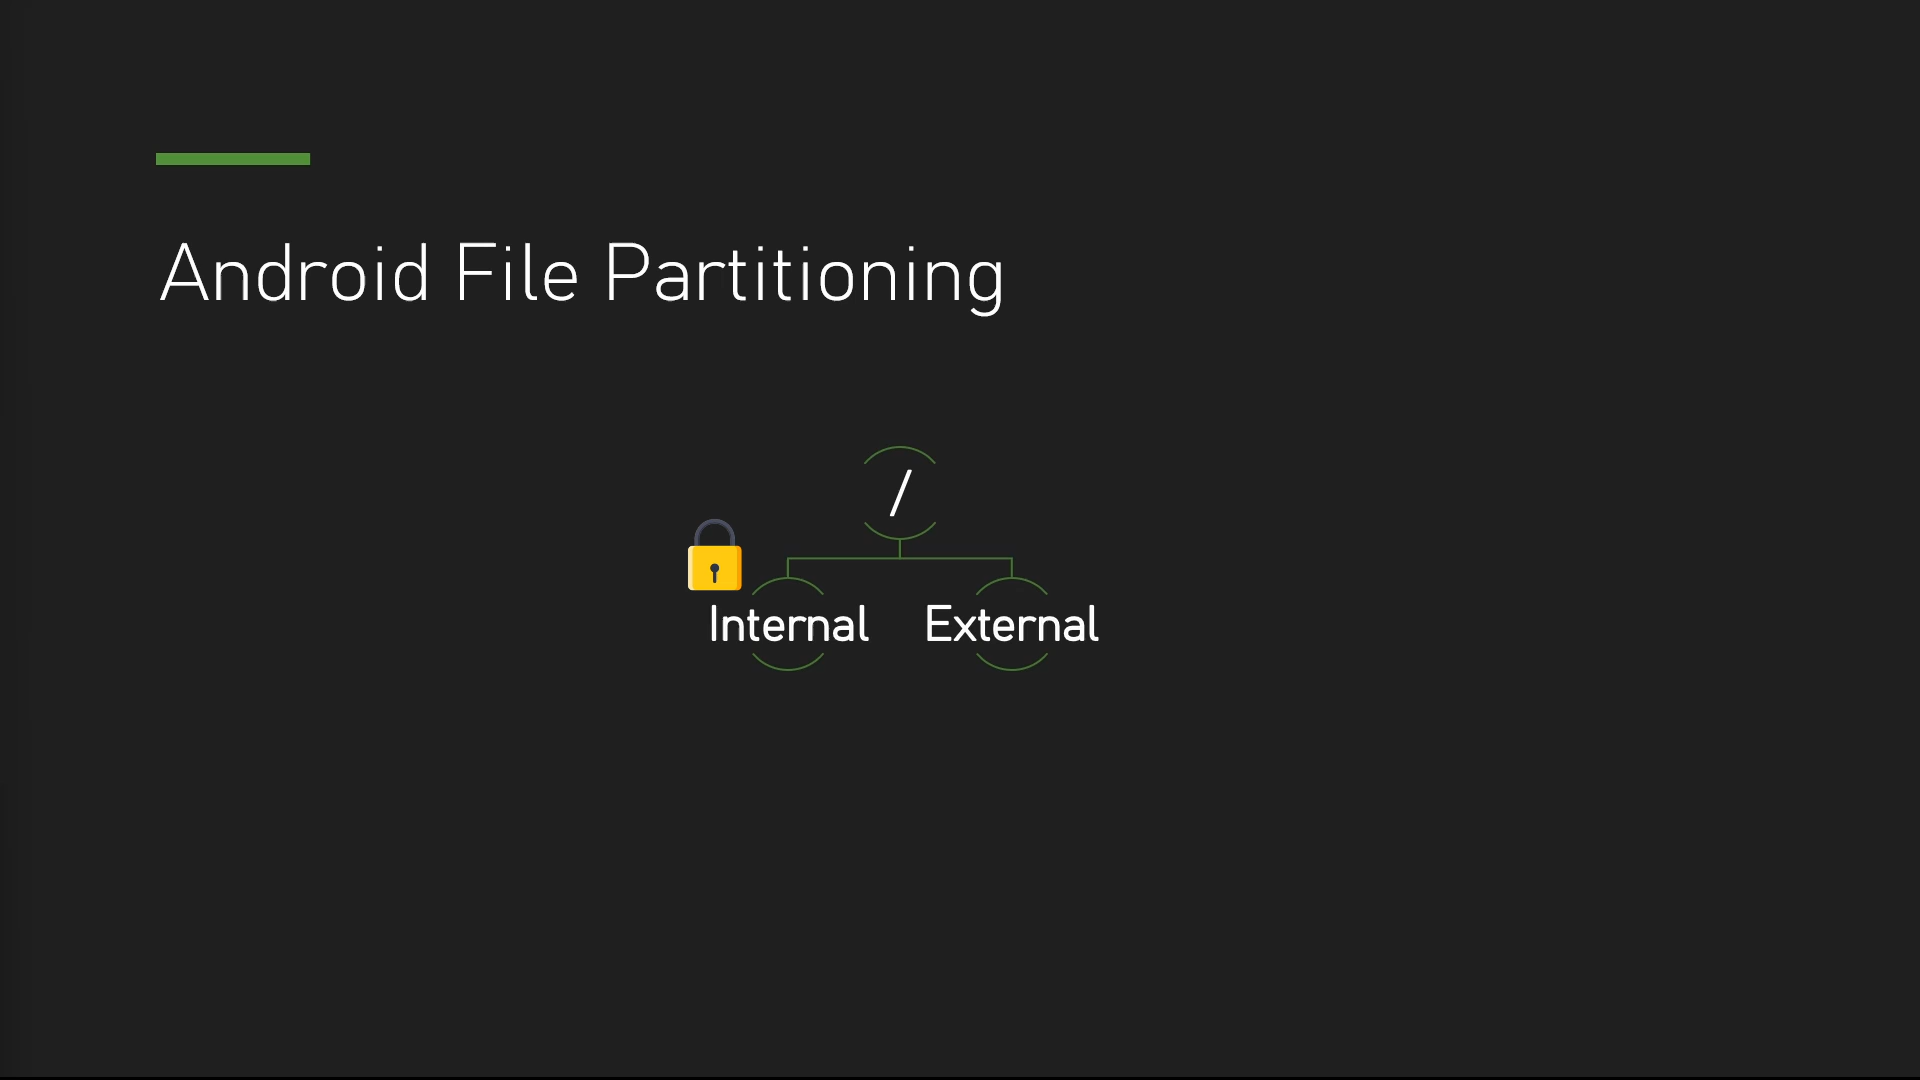 Android File Partitioning
/
Internal
External